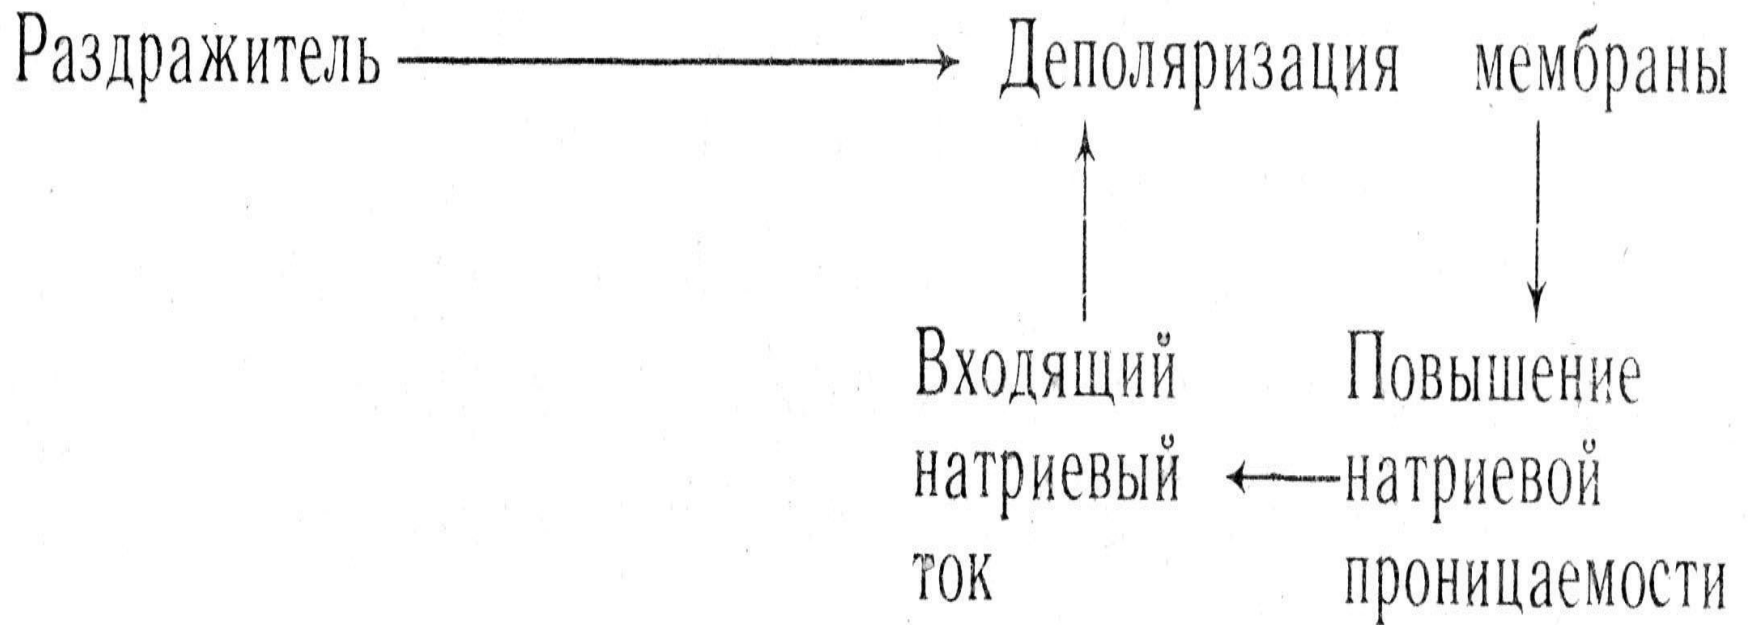 Раздражитель
Деполяризация мембраны
Входящий
натриевый
ток
Повышение
натриевой
проницаемости